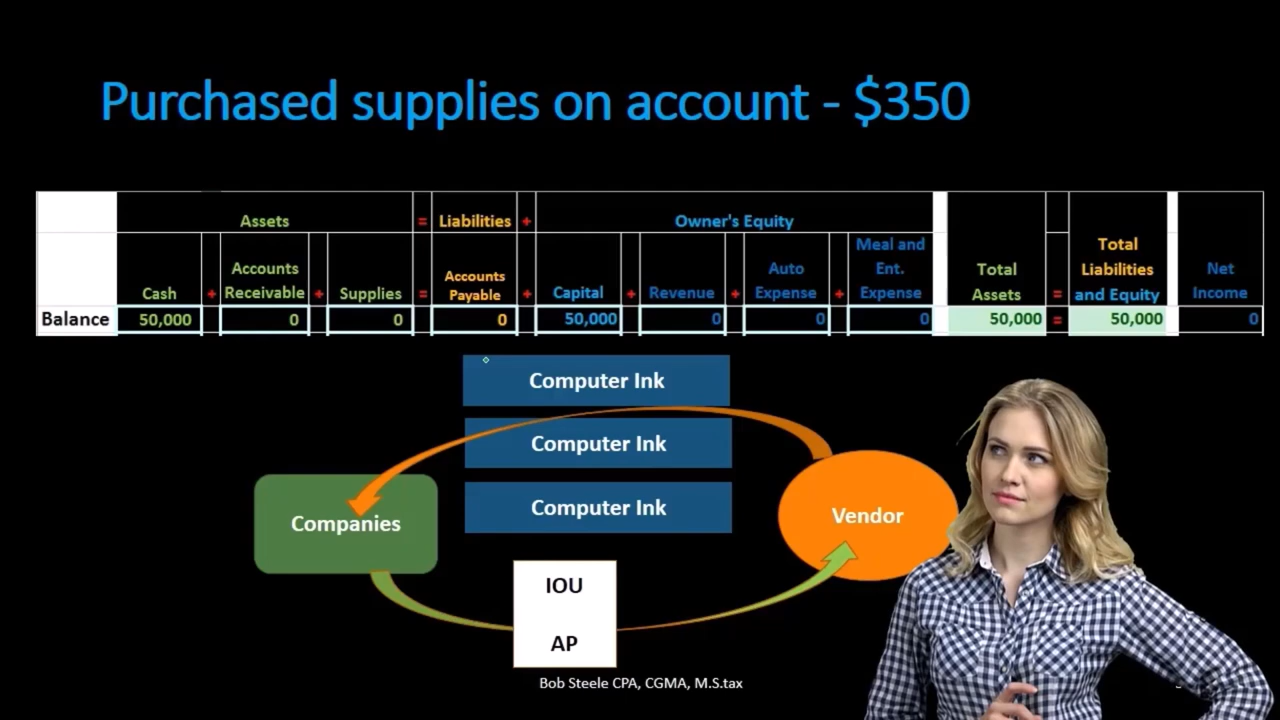 Purchased supplies on account - $350
Assets = Liabilities + Owner's Equity
Cash + Accounts Receivable + Supplies = Accounts Payable + Capital + Revenue + Auto Expense + Meal and Ent. Expense Total Assets = Total Liabilities and Equity Net Income
Balance 50,000 0 0 0 50,000 0 0 0 50,000 = 50,000 0
Computer Ink
Computer Ink
Computer Ink
Companies
Vendor
IOU
AP
Bob Steele CPA, CGMA, M.S.tax